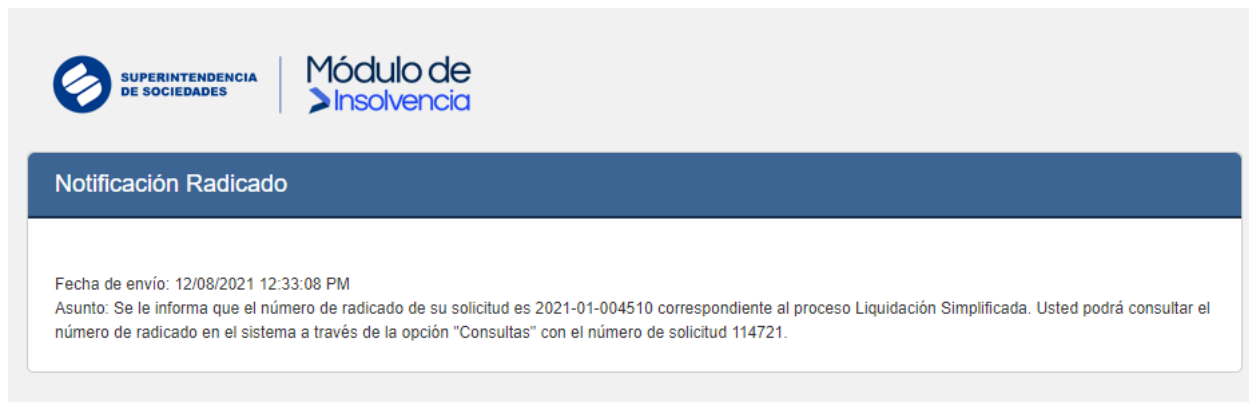 SUPERINTENDENCIA
DE SOCIEDADES
Módulo de
Insolvencia
Notificación Radicado
Fecha de envío: 12/08/2021 12:33:08 PM
Asunto: Se le informa que el número de radicado de su solicitud es 2021-01-004510 correspondiente al proceso Liquidación Simplificada. Usted podrá consultar el
número de radicado en el sistema a través de la opción "Consultas" con el número de solicitud 114721.